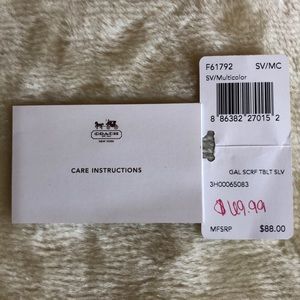 COACH
NEW YORK
CARE INSTRUCTIONS
F61792 SV/MC
SV/Multicolor
8 86382 27015 2
GAL SCRF TBLT SLV
3H00065083
$69.99
MFSRP $88.00